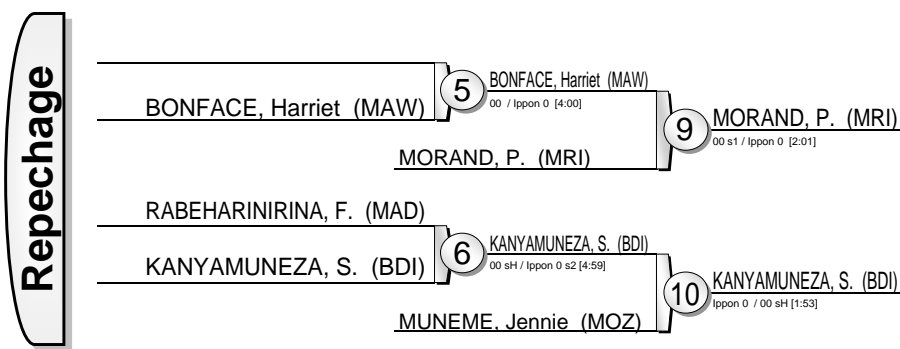 Repechage
BONFACE, Harriet (MAW)
5
BONFACE, Harriet (MAW)
00 / Ippon 0 [4:00]
MORAND, P. (MRI)
9
MORAND, P. (MRI)
00 s1 / Ippon 0 [2:01]
RABEHARINIRINA, F. (MAD)
KANYAMUNEZA, S. (BDI)
6
KANYAMUNEZA, S. (BDI)
00 sH / Ippon 0 s2 [4:59]
MUNEME, Jennie (MOZ)
10
KANYAMUNEZA, S. (BDI)
Ippon 0 / 00 sH [1:53]